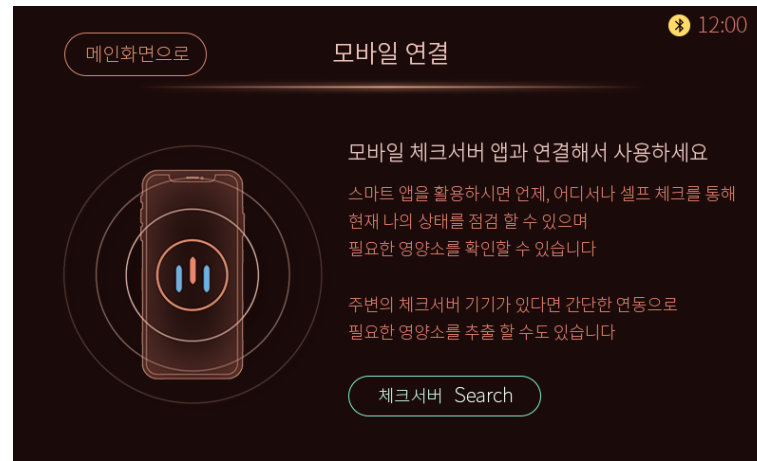 12:00
메인화면으로
모바일 연결
모바일 체크서버 앱과 연결해서 사용하세요
스마트 앱을 활용하시면 언제, 어디서나 셀프 체크를 통해
현재 나의 상태를 점검 할 수 있으며
필요한 영양소를 확인할 수 있습니다
주변의 체크서버 기기가 있다면 간단한 연동으로
필요한 영양소를 추출 할 수도 있습니다
체크서버 Search